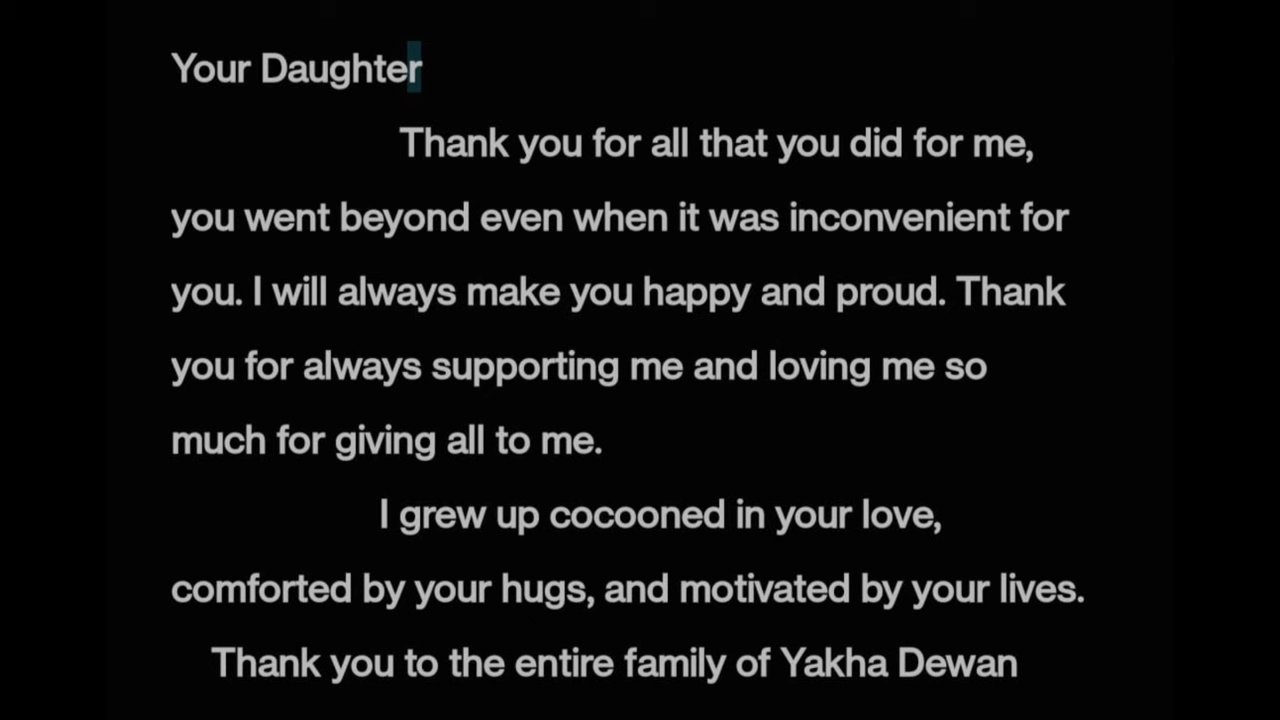 Your Daughter
Thank you for all that you did for me,
you went beyond even when it was inconvenient for
you. I will always make you happy and proud. Thank
you for always supporting me and loving me so
much for giving all to me.
I grew up cocooned in your love,
comforted by your hugs, and motivated by your lives.
Thank you to the entire family of Yakha Dewan